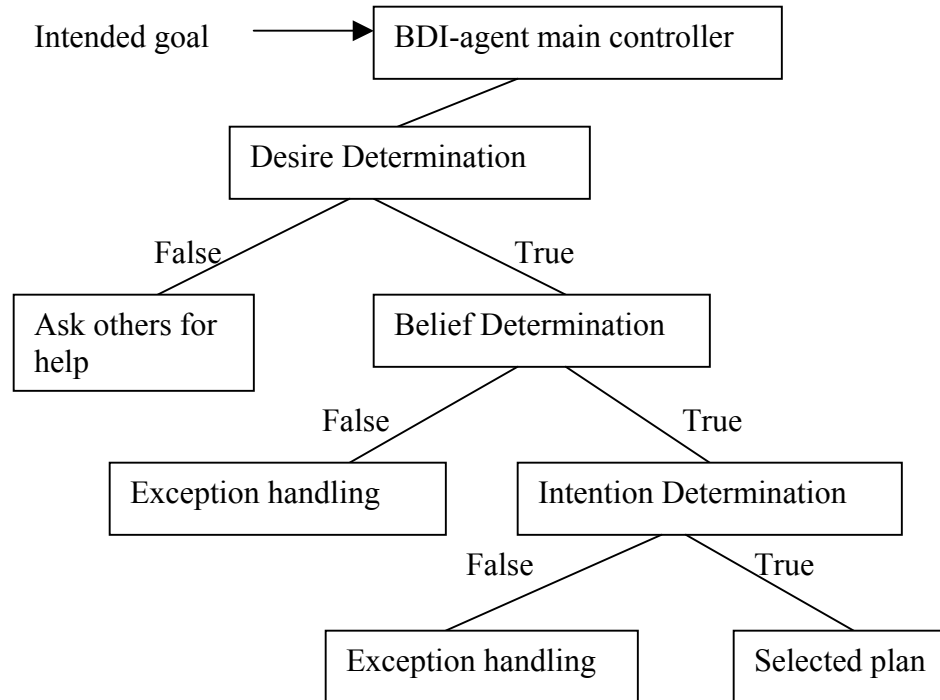 Intended goal
BDI-agent main controller
Desire Determination
False
True
Ask others for
help
Belief Determination
False
True
Exception handling
Intention Determination
False
True
Exception handling
Selected plan